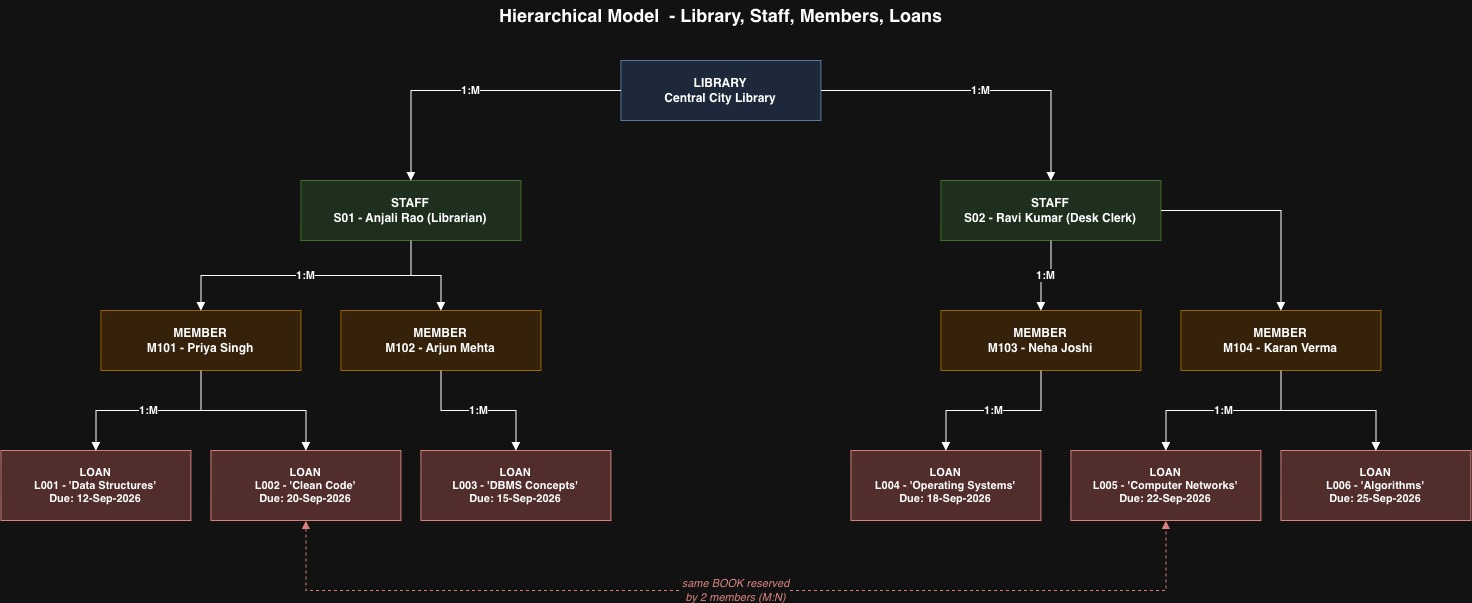 Hierarchical Model - Library, Staff, Members, Loans
LIBRARY
Central City Library
1:M
1:M
STAFF
S01 - Anjali Rao (Librarian)
STAFF
S02 - Ravi Kumar (Desk Clerk)
1:M
1:M
MEMBER
M101 - Priya Singh
MEMBER
M102 - Arjun Mehta
MEMBER
M103 - Neha Joshi
MEMBER
M104 - Karan Verma
1:M
1:M
1:M
1:M
LOAN
L001 - 'Data Structures'
Due: 12-Sep-2026
LOAN
L002 - 'Clean Code'
Due: 20-Sep-2026
LOAN
L003 - 'DBMS Concepts'
Due: 15-Sep-2026
LOAN
L004 - 'Operating Systems'
Due: 18-Sep-2026
LOAN
L005 - 'Computer Networks'
Due: 22-Sep-2026
LOAN
L006 - 'Algorithms'
Due: 25-Sep-2026
same BOOK reserved
by 2 members (M:N)